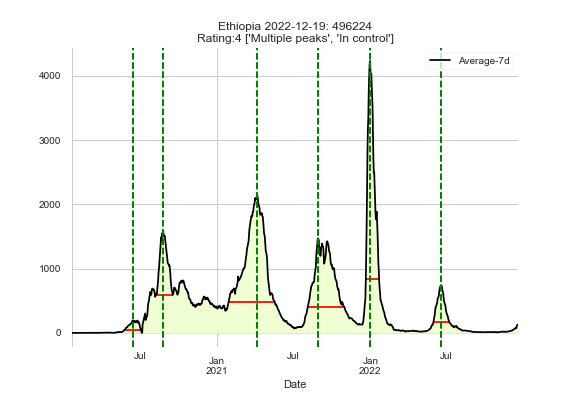 Ethiopia 2022-12-19: 496224
Rating:4 ['Multiple peaks', 'In control']
Average-7d
4000
3000
2000
1000
0
Jul
Jan
2021
Jul
Jan
2022
Jul
Date